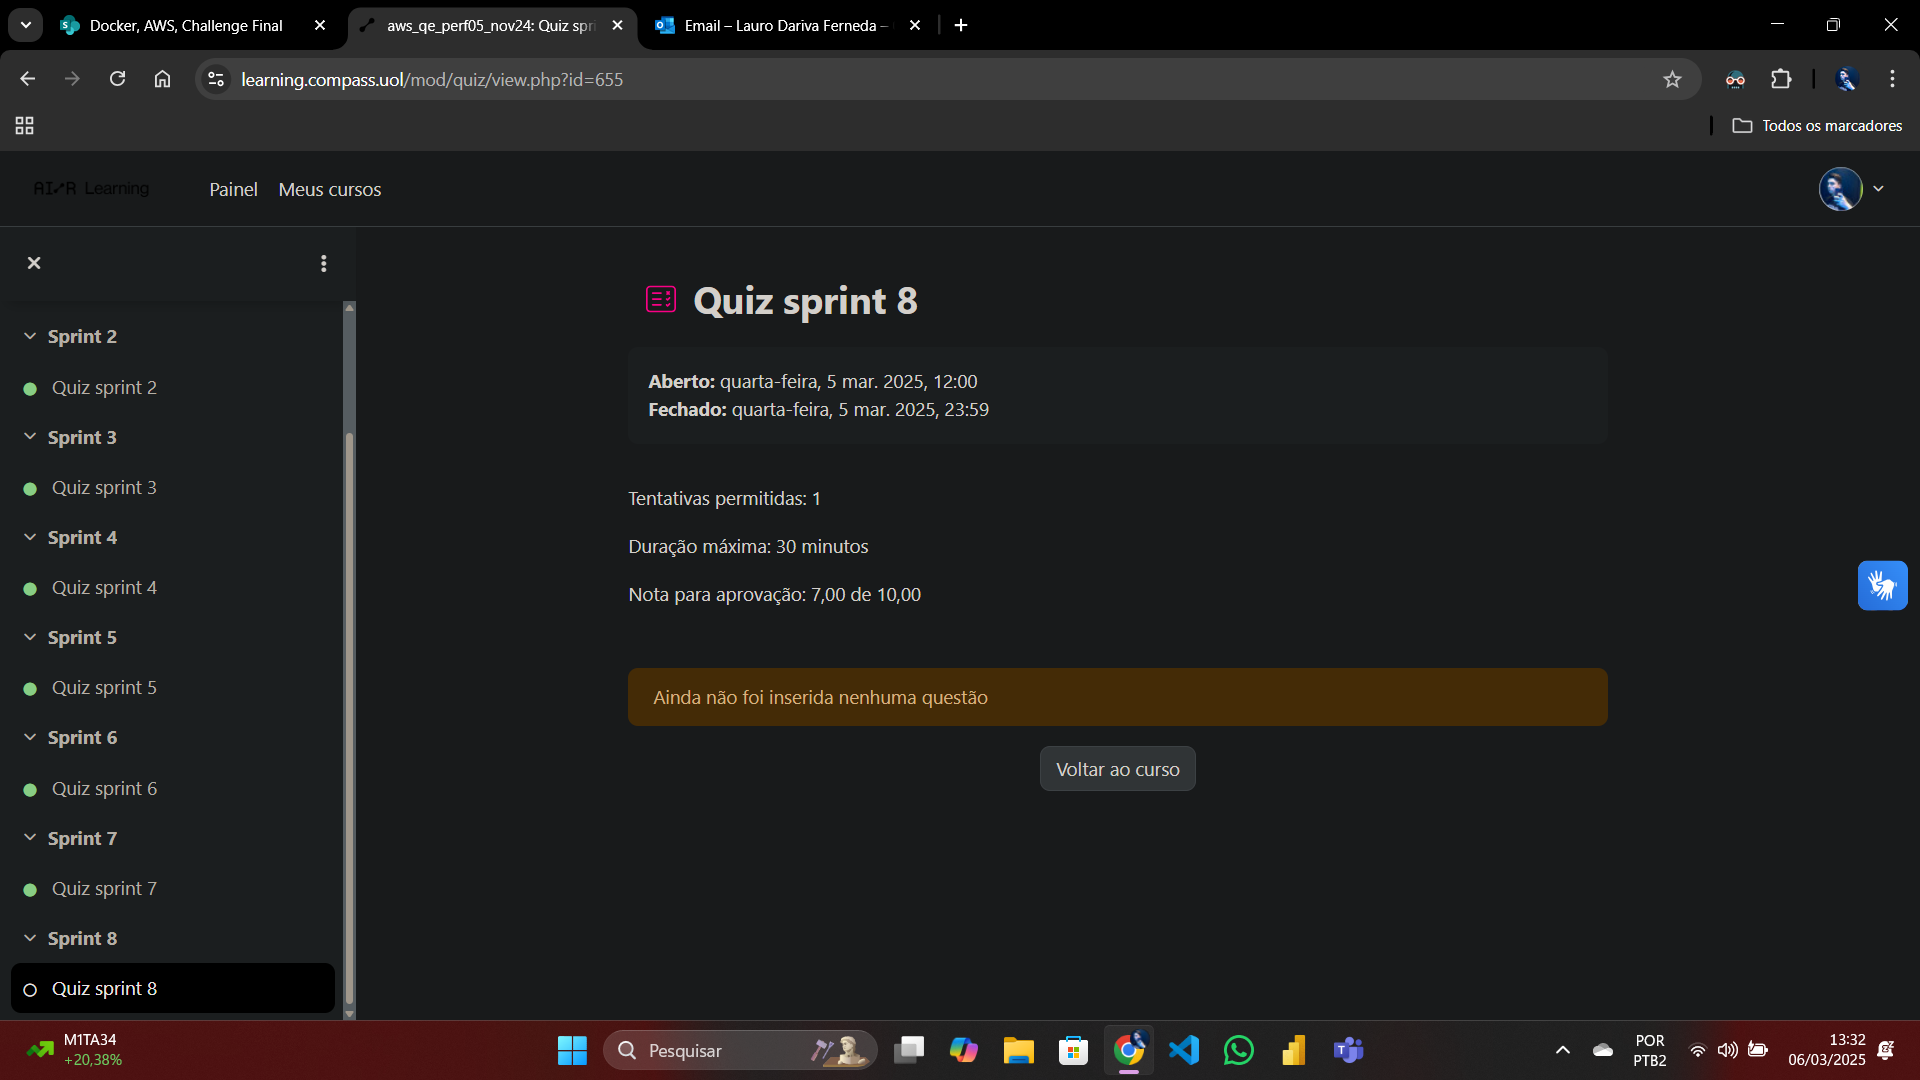 Docker, AWS, Challenge Final
aws_qe_perf05_nov24: Quiz spri
Email – Lauro Dariva Ferneda –
learning.compass.uol/mod/quiz/view.php?id=655
Todos os marcadores
AI/R Learning
Painel
Meus cursos
Sprint 2
Quiz sprint 2
Sprint 3
Quiz sprint 3
Sprint 4
Quiz sprint 4
Sprint 5
Quiz sprint 5
Sprint 6
Quiz sprint 6
Sprint 7
Quiz sprint 7
Sprint 8
Quiz sprint 8
Quiz sprint 8
Aberto: quarta-feira, 5 mar. 2025, 12:00
Fechado: quarta-feira, 5 mar. 2025, 23:59
Tentativas permitidas: 1
Duração máxima: 30 minutos
Nota para aprovação: 7,00 de 10,00
Ainda não foi inserida nenhuma questão
Voltar ao curso
M1TA34
+20,38%
Pesquisar
POR
PTB2
13:32
06/03/2025